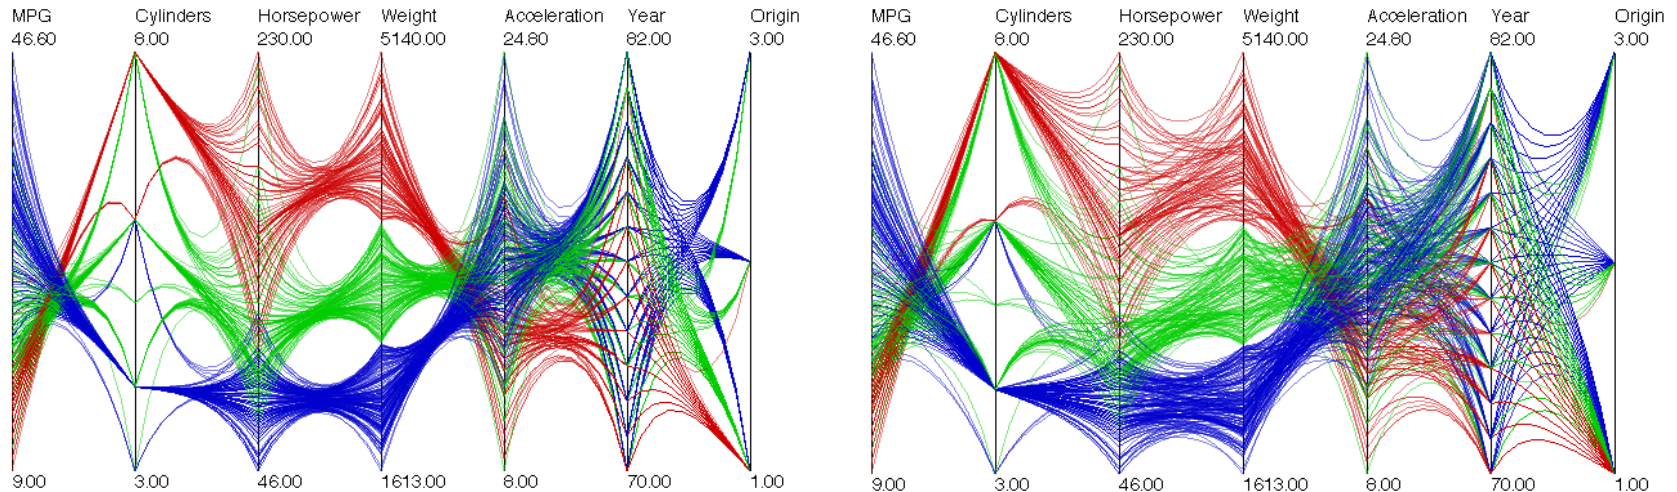 MPG Cylinders Horsepower Weight Acceleration Year Origin
46.60 8.00 230.00 5140.00 24.80 82.00 3.00
9.00 3.00 46.00 1613.00 8.00 70.00 1.00
MPG Cylinders Horsepower Weight Acceleration Year Origin
46.60 8.00 230.00 5140.00 24.80 82.00 3.00
9.00 3.00 46.00 1613.00 8.00 70.00 1.00